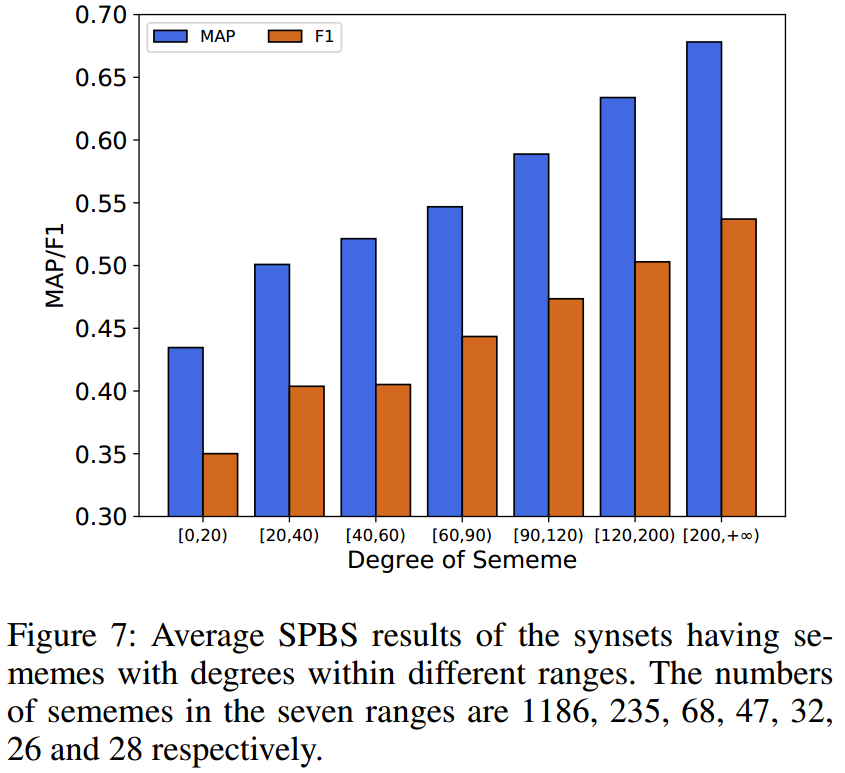 0.70
MAP F1
0.65
0.60
0.55
0.50
0.45
0.40
0.35
0.30
MAP/F1
[0,20) [20,40) [40,60) [60,90) [90,120) [120,200) [200,+∞)
Degree of Sememe
Figure 7: Average SPBS results of the synsets having se-
memes with degrees within different ranges. The numbers
of sememes in the seven ranges are 1186, 235, 68, 47, 32,
26 and 28 respectively.